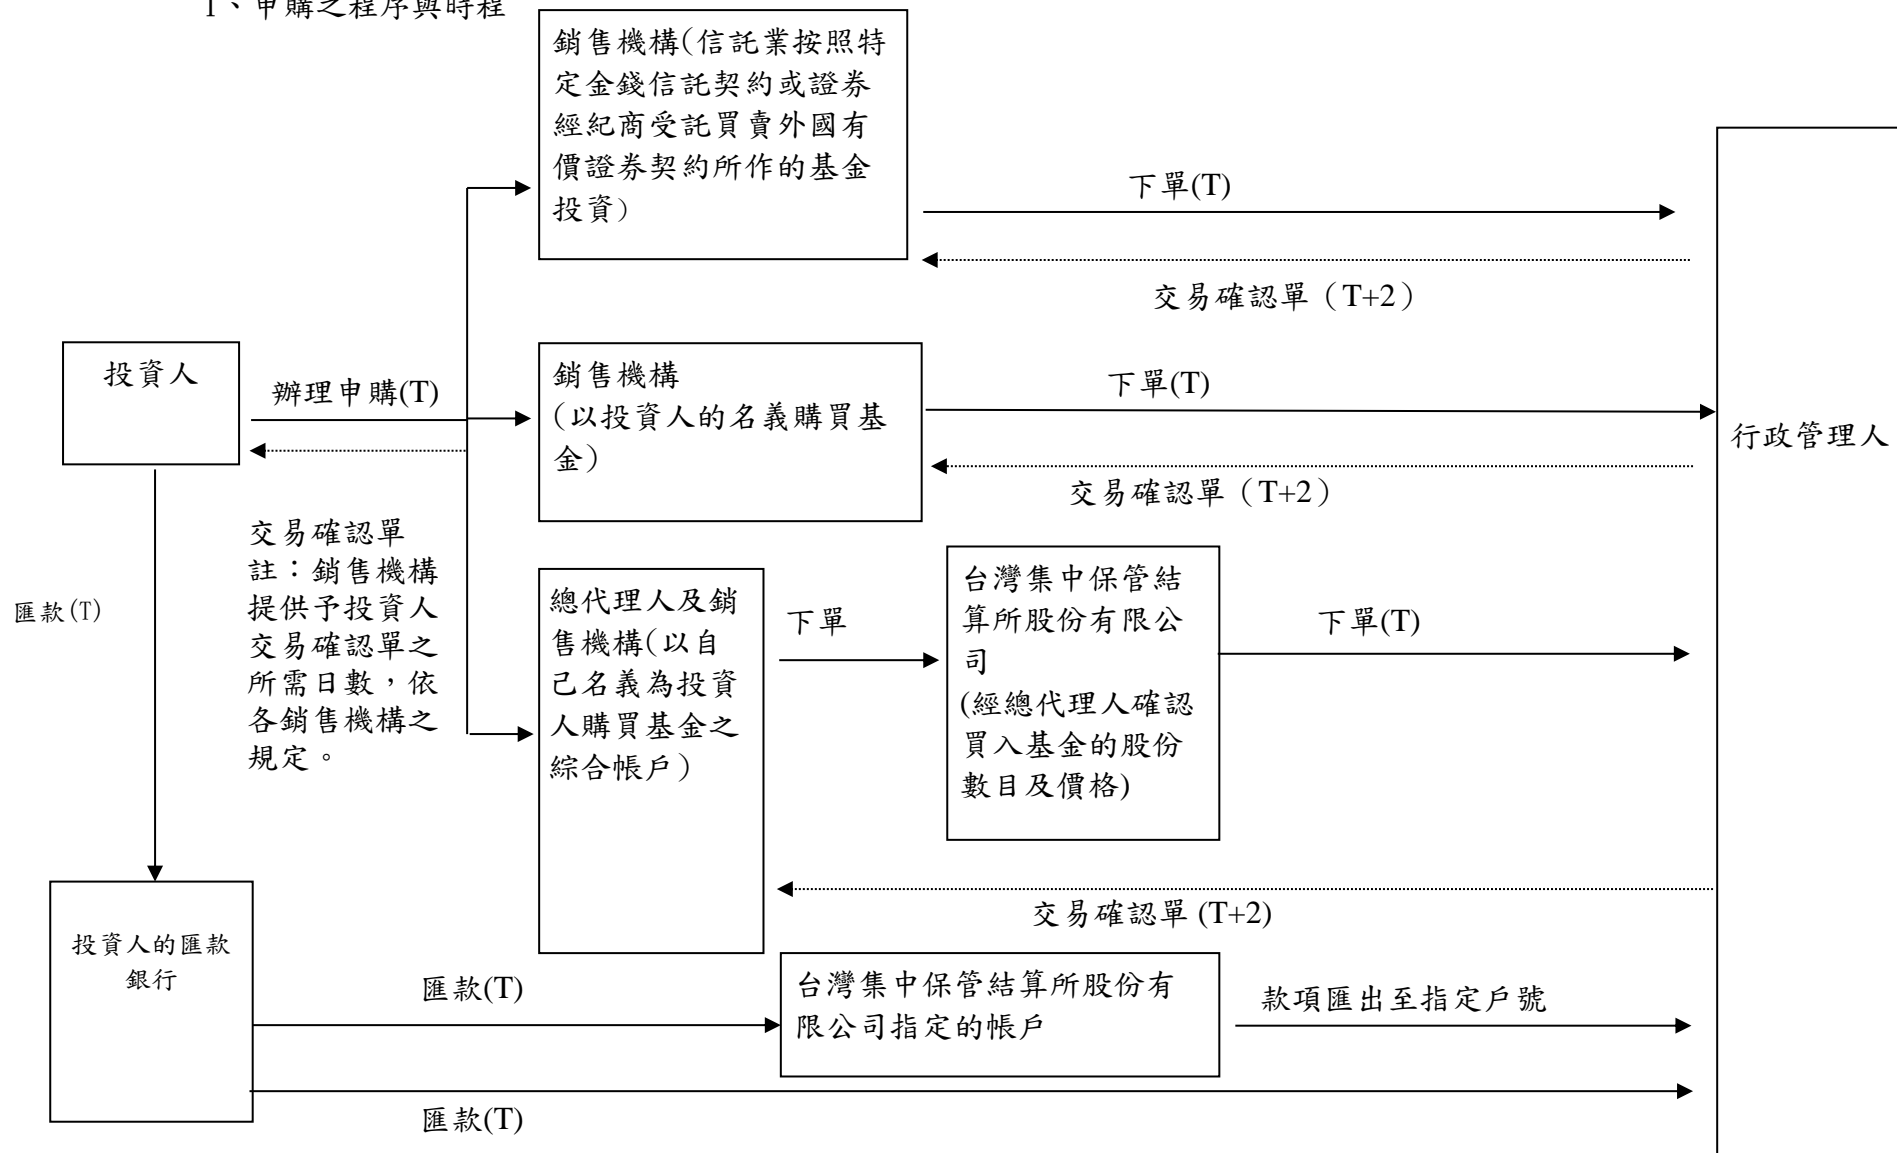 1、申購之程序與時程
銷售機構(信託業按照特
定金錢信託契約或證券
經紀商受託買賣外國有
價證券契約所作的基金
投資)
下單(T)
交易確認單（T+2）
投資人
辦理申購(T)
銷售機構
(以投資人的名義購買基
金)
下單(T)
行政管理人
交易確認單（T+2）
交易確認單
註：銷售機構
提供予投資人
交易確認單之
所需日數，依
各銷售機構之
規定。
匯款(T)
總代理人及銷
售機構(以自
己名義為投資
人購買基金之
綜合帳戶)
下單
台灣集中保管結
算所股份有限公
司
(經總代理人確認
買入基金的股份
數目及價格)
下單(T)
交易確認單 (T+2)
投資人的匯款
銀行
匯款(T)
台灣集中保管結算所股份有
限公司指定的帳戶
款項匯出至指定戶號
匯款(T)